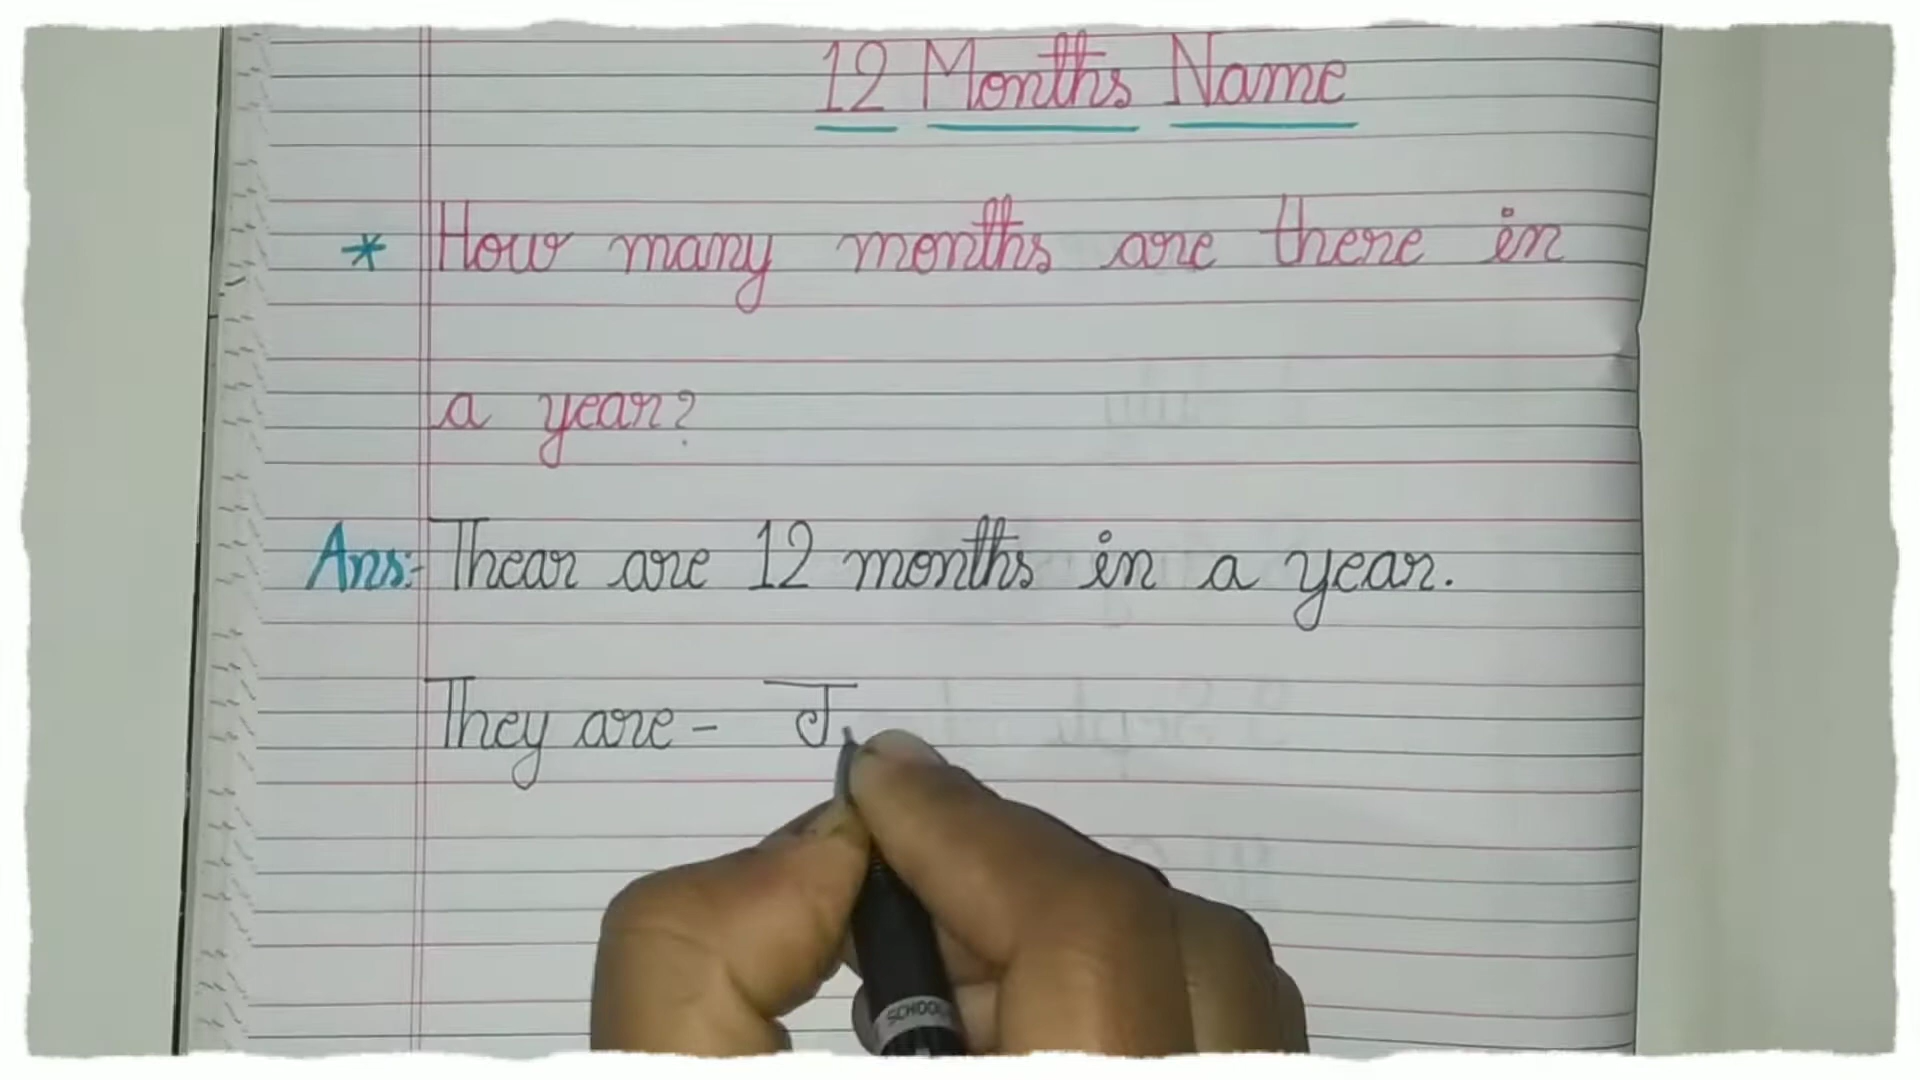 12 Months Name
* How many months are there in
a year?
Ans:- Thear are 12 months in a year.
They are - J
SCHOOL